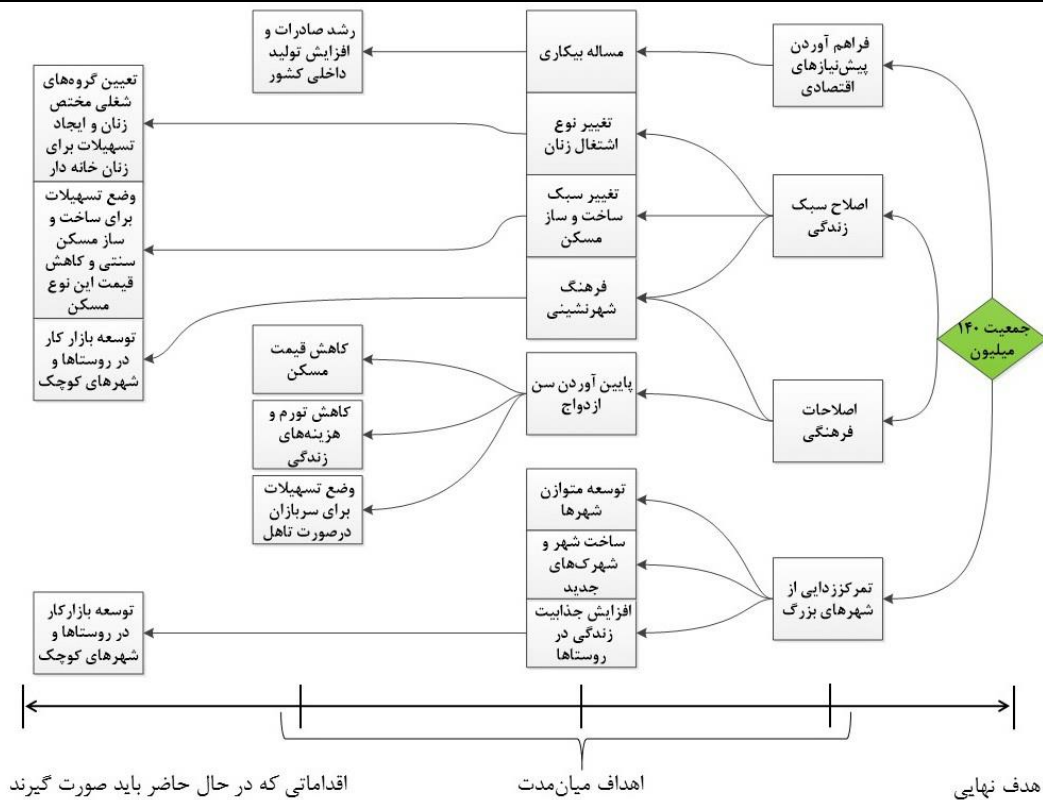 جمعیت ۱۴۰
میلیون
فراهم آوردن
پیش‌نیازهای
اقتصادی
اصلاح سبک
زندگی
اصلاحات
فرهنگی
تمرکززدایی از
شهرهای بزرگ
مساله بیکاری
تغییر نوع
اشتغال زنان
تغییر سبک
ساخت و ساز
مسکن
فرهنگ
شهرنشینی
پایین آوردن سن
ازدواج
توسعه متوازن
شهرها
ساخت شهر و
شهرک‌های
جدید
افزایش جذابیت
زندگی در
روستاها
رشد صادرات و
افزایش تولید
داخلی کشور
کاهش قیمت
مسکن
کاهش تورم و
هزینه‌های
زندگی
وضع تسهیلات
برای سربازان
درصورت تاهل
تعیین گروه‌های
شغلی مختص
زنان و ایجاد
تسهیلات برای
زنان خانه دار
وضع تسهیلات
برای ساخت و
ساز مسکن
سنتی و کاهش
قیمت این نوع
مسکن
توسعه بازار کار
در روستاها و
شهرهای کوچک
توسعه بازارکار
در روستاها و
شهرهای کوچک
هدف نهایی
اهداف میان‌مدت
اقداماتی که در حال حاضر باید صورت گیرند